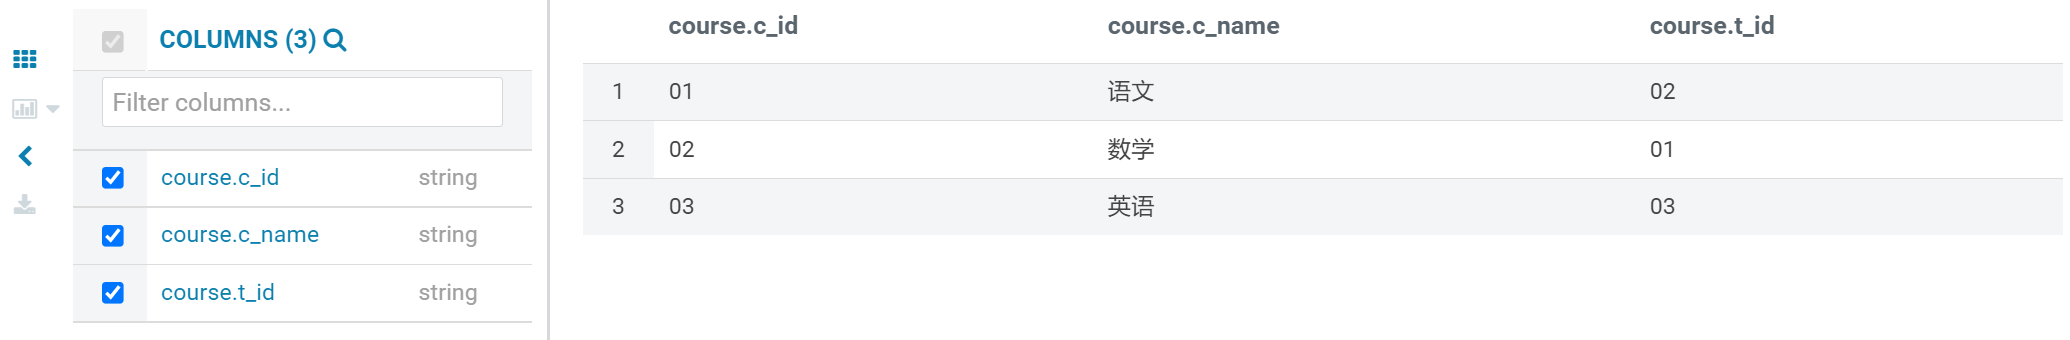 COLUMNS (3)
Filter columns...
course.c_id string
course.c_name string
course.t_id string
course.c_id course.c_name course.t_id
1 01 语文 02
2 02 数学 01
3 03 英语 03